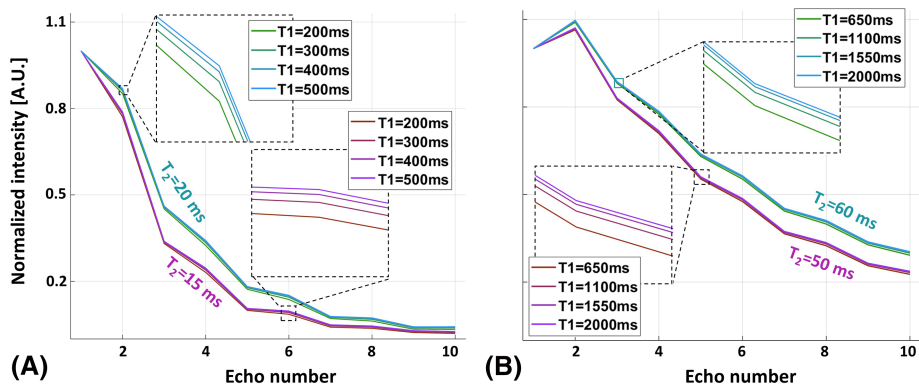 Normalized intensity [A.U.]
1.1
0.8
0.5
0.2
T1=200ms
T1=300ms
T1=400ms
T1=500ms
T1=200ms
T1=300ms
T1=400ms
T1=500ms
T₂=20 ms
T₂=15 ms
2
4
6
8
10
Echo number
(A)
T1=650ms
T1=1100ms
T1=1550ms
T1=2000ms
T1=650ms
T1=1100ms
T1=1550ms
T1=2000ms
T₂=60 ms
T₂=50 ms
2
4
6
8
10
Echo number
(B)